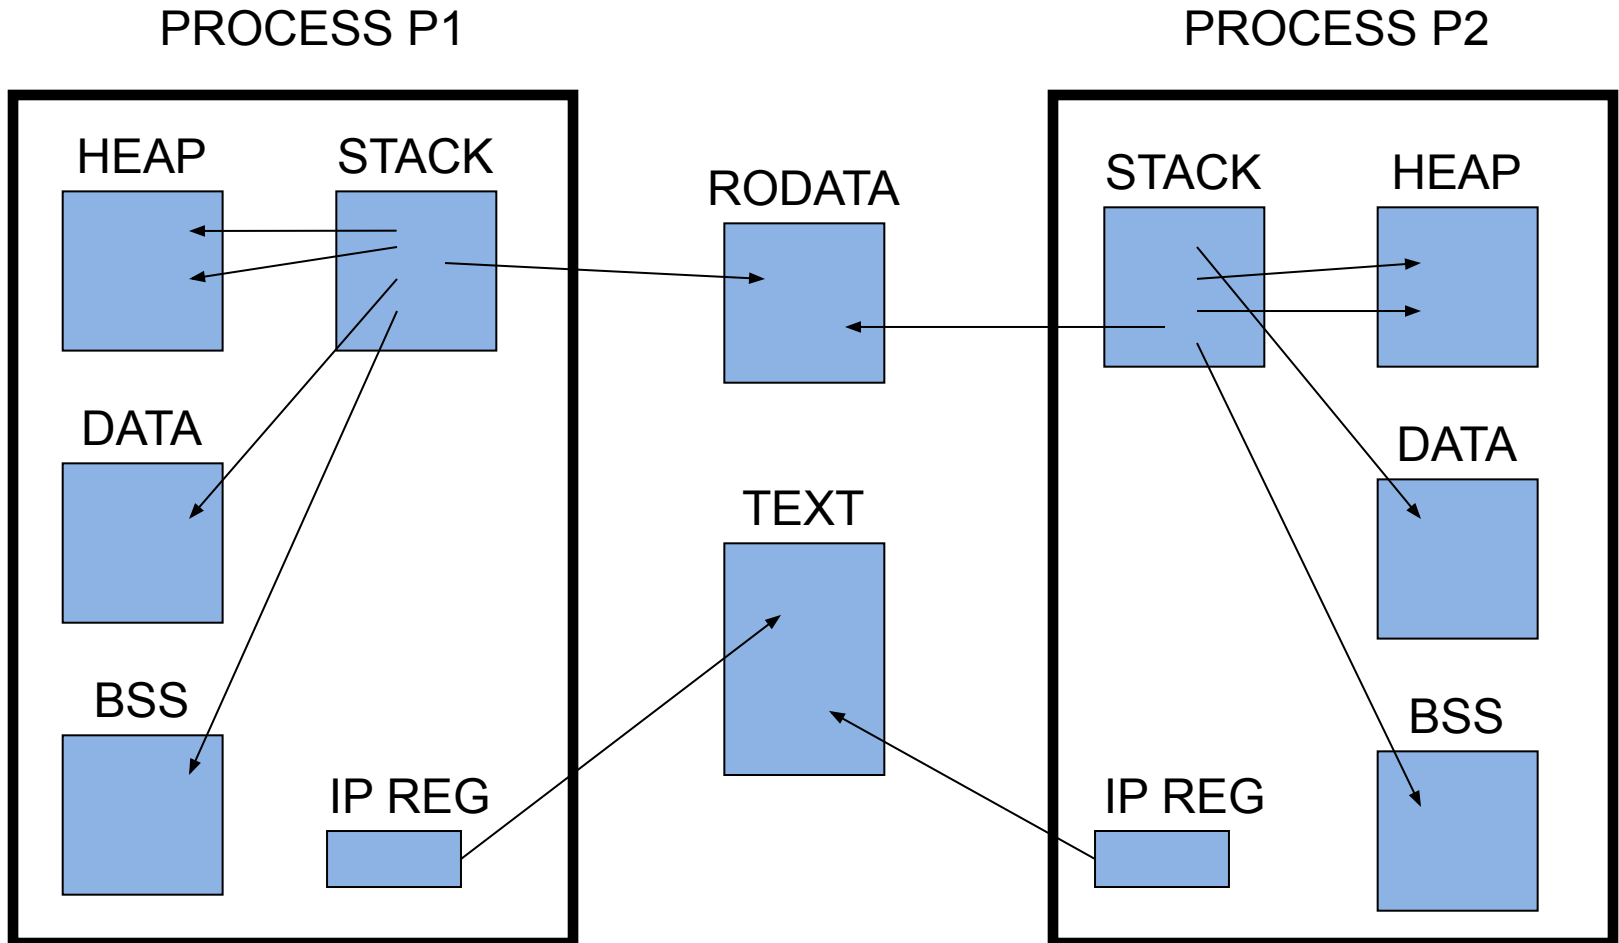 PROCESS P1
PROCESS P2
HEAP
STACK
DATA
BSS
IP REG
RODATA
TEXT
STACK
HEAP
DATA
BSS
IP REG